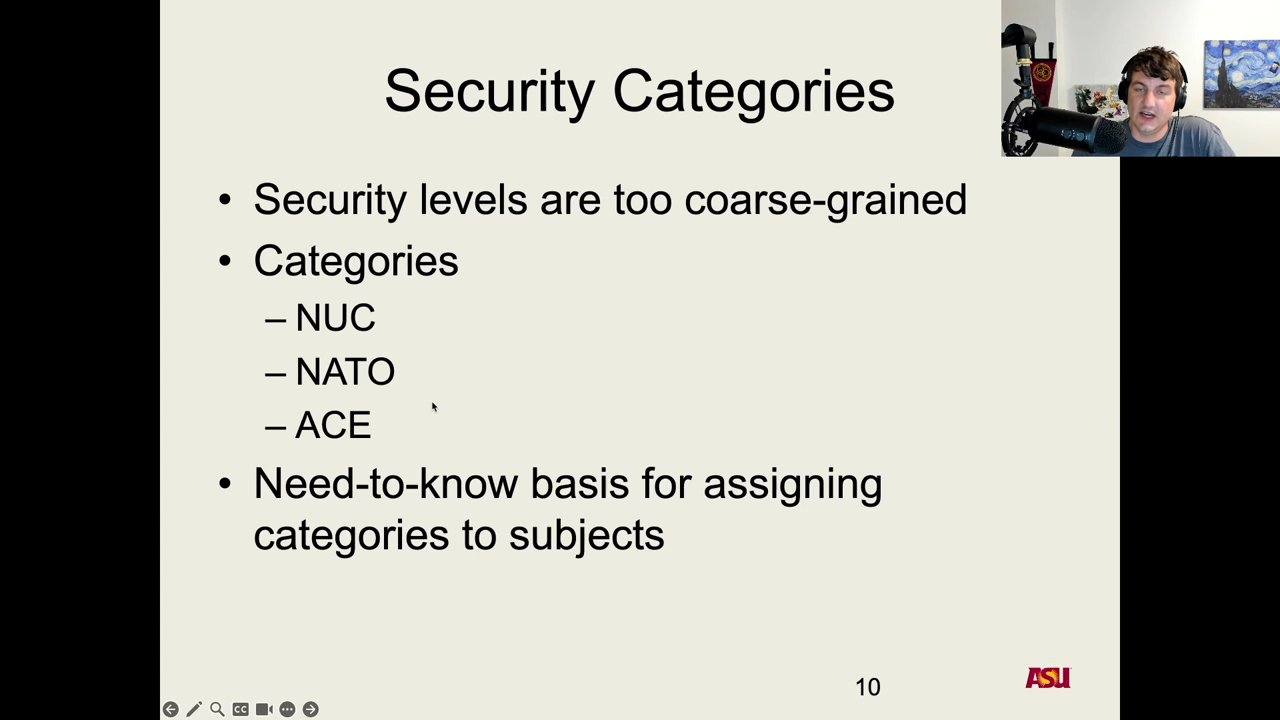 Security Categories
• Security levels are too coarse-grained
• Categories
– NUC
– NATO
– ACE
• Need-to-know basis for assigning
categories to subjects
10
ASU
CC